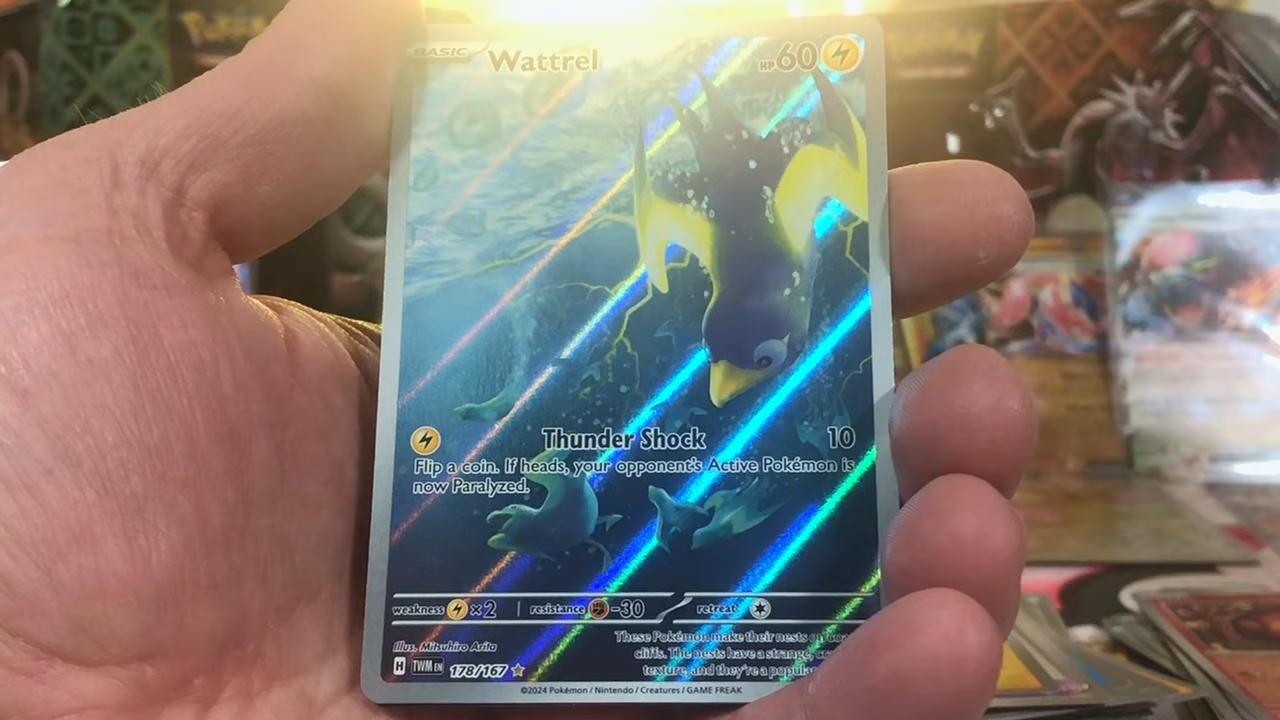 BASIC Wattrel HP60
Thunder Shock 10
Flip a coin. If heads, your opponent's Active Pokémon is
now Paralyzed.
weakness ×2 resistance -30 retreat
Illus. Mitsuhiro Arita
These Pokémon make their nests on
cliffs. The nests have a strange,
texture, and they're a popular
H TWM EN 178/167
©2024 Pokémon / Nintendo / Creatures / GAME FREAK